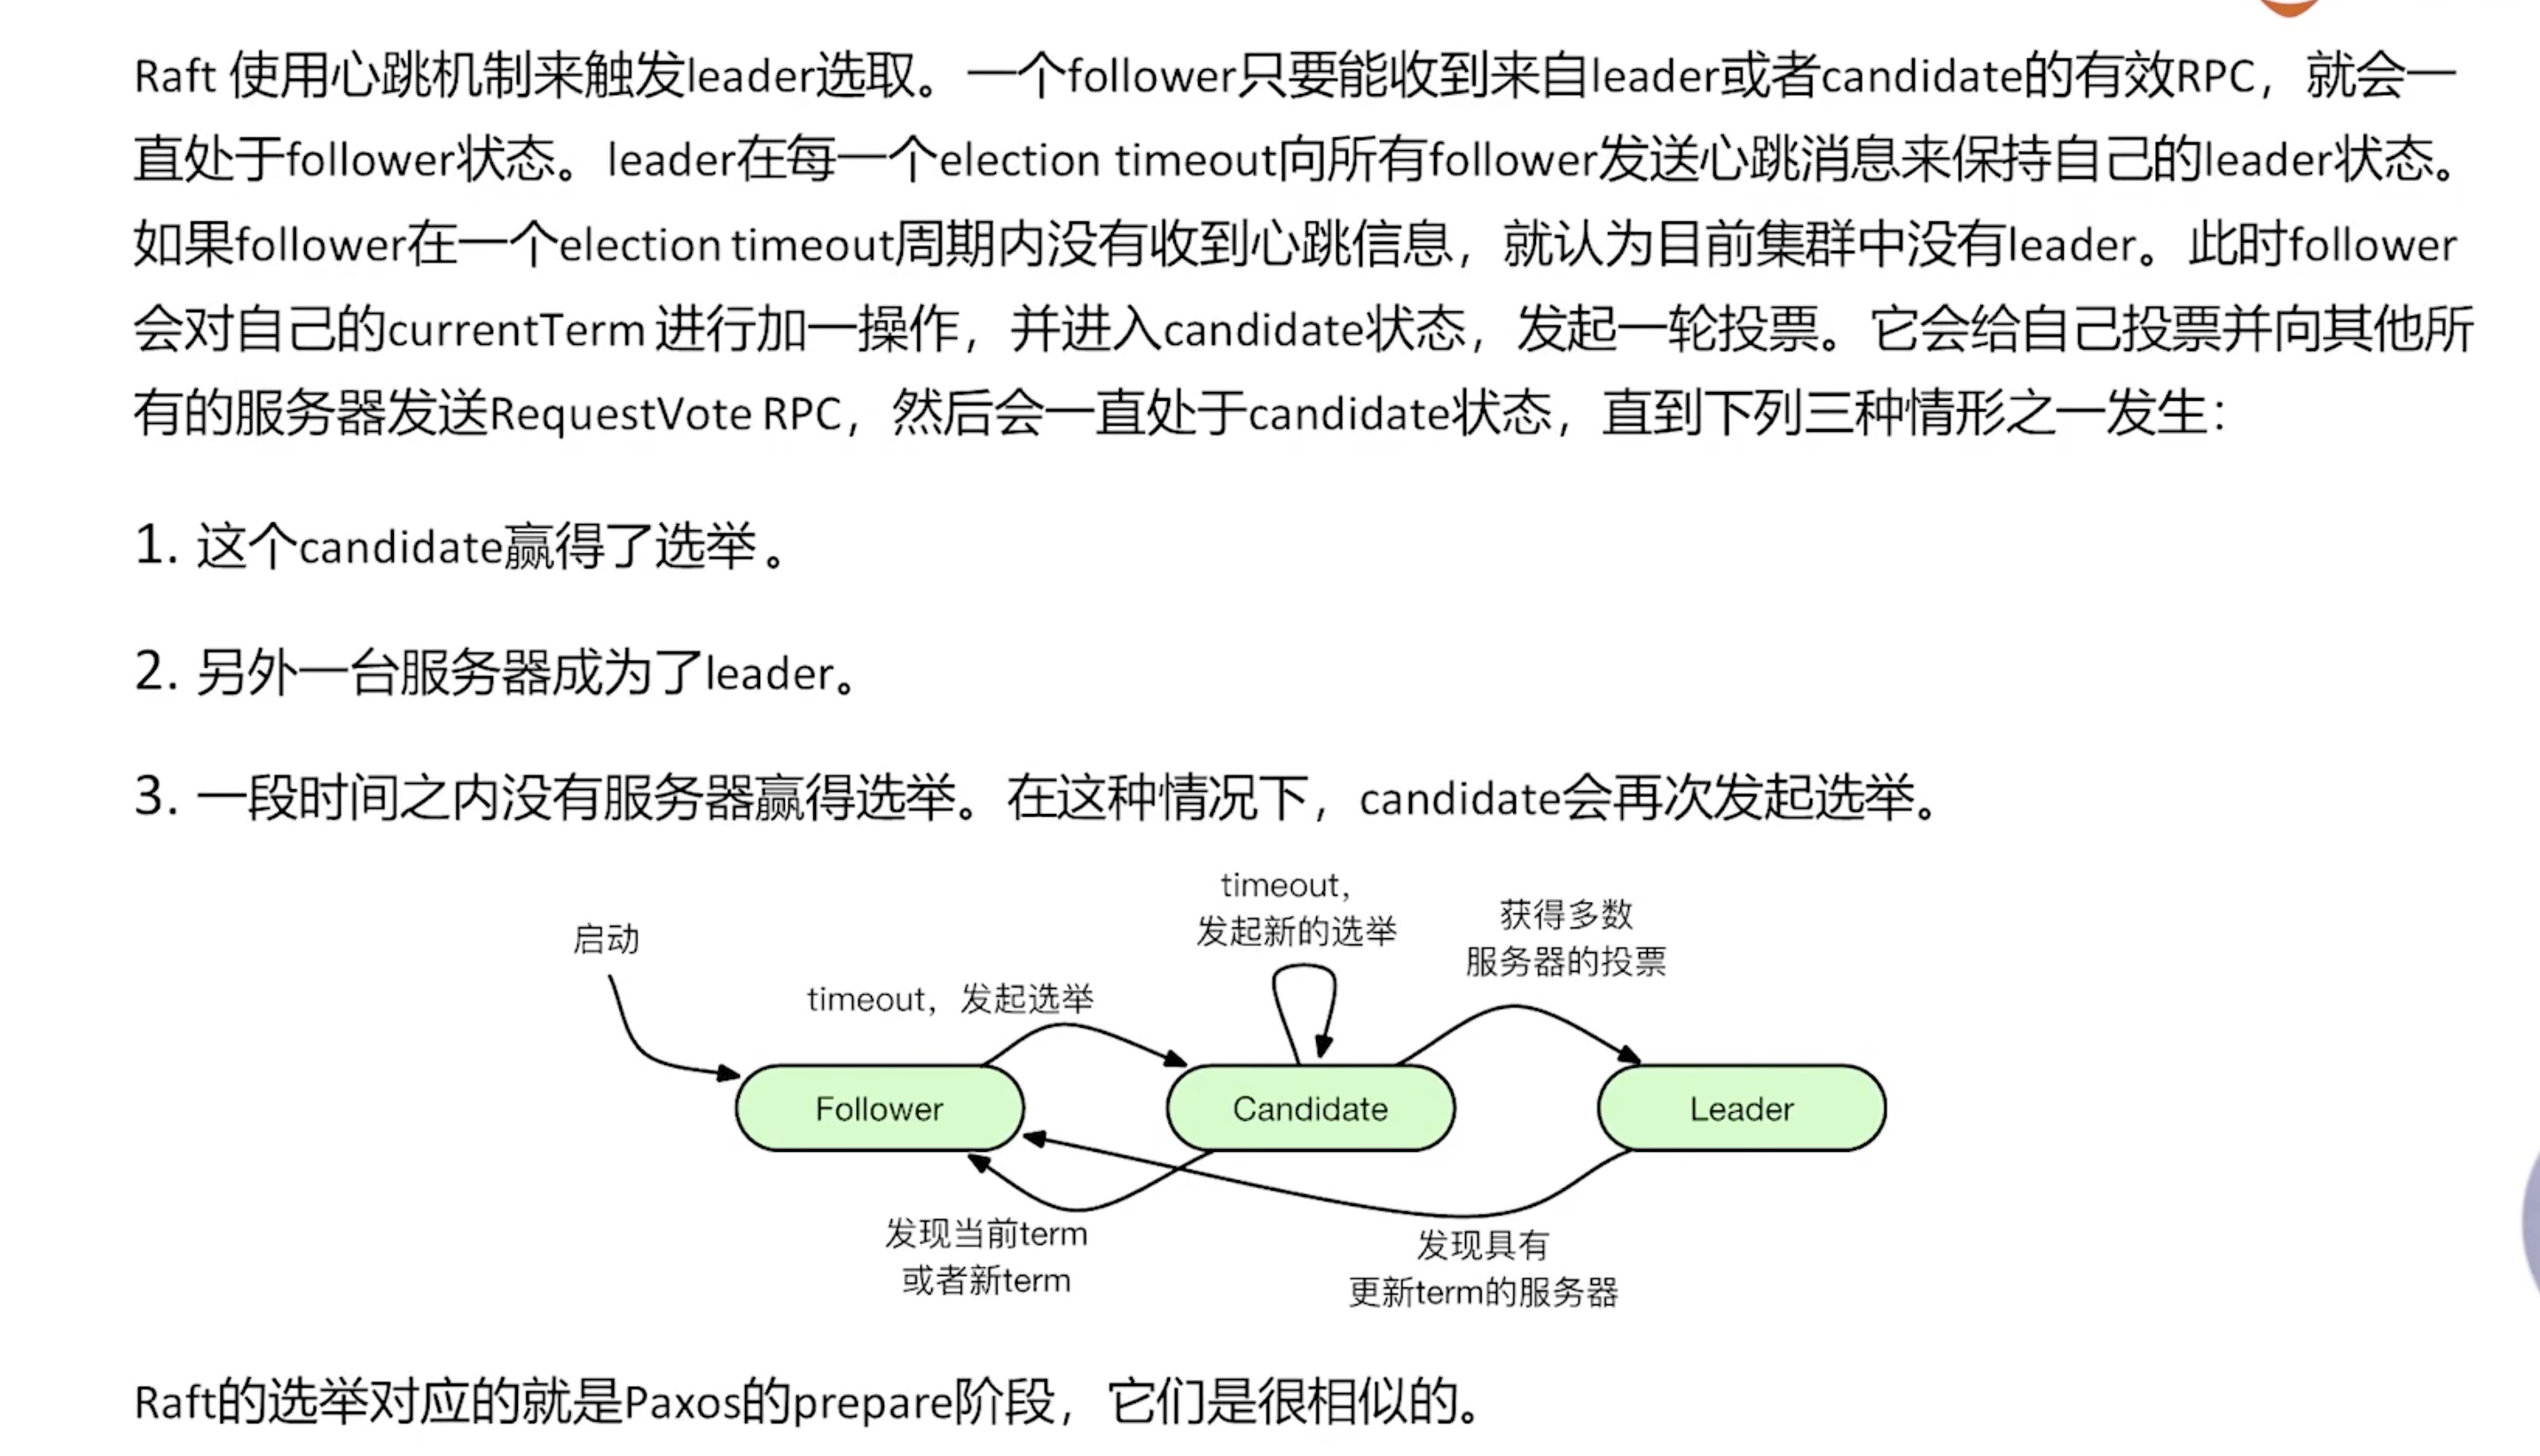 Raft 使用心跳机制来触发leader选取。一个follower只要能收到来自leader或者candidate的有效RPC，就会一
直处于follower状态。leader在每一个election timeout向所有follower发送心跳消息来保持自己的leader状态。
如果follower在一个election timeout周期内没有收到心跳信息，就认为目前集群中没有leader。此时follower
会对自己的currentTerm 进行加一操作，并进入candidate状态，发起一轮投票。它会给自己投票并向其他所
有的服务器发送RequestVote RPC，然后会一直处于candidate状态，直到下列三种情形之一发生：
1. 这个candidate赢得了选举。
2. 另外一台服务器成为了leader。
3. 一段时间之内没有服务器赢得选举。在这种情况下，candidate会再次发起选举。
启动
timeout，发起选举
timeout，
发起新的选举
获得多数
服务器的投票
Follower
Candidate
Leader
发现当前term
或者新term
发现具有
更新term的服务器
Raft的选举对应的就是Paxos的prepare阶段，它们是很相似的。